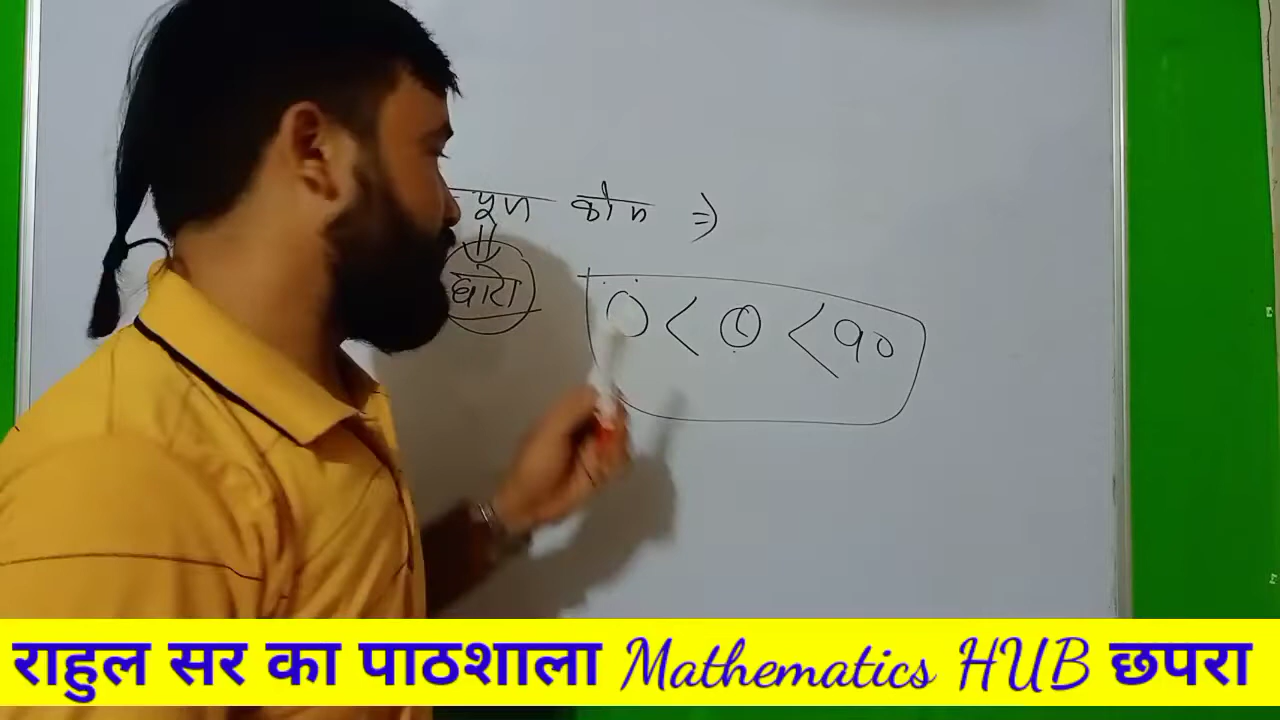 यून कोण =)
छोटा
0 < θ < 90
राहुल सर का पाठशाला Mathematics HUB छपरा